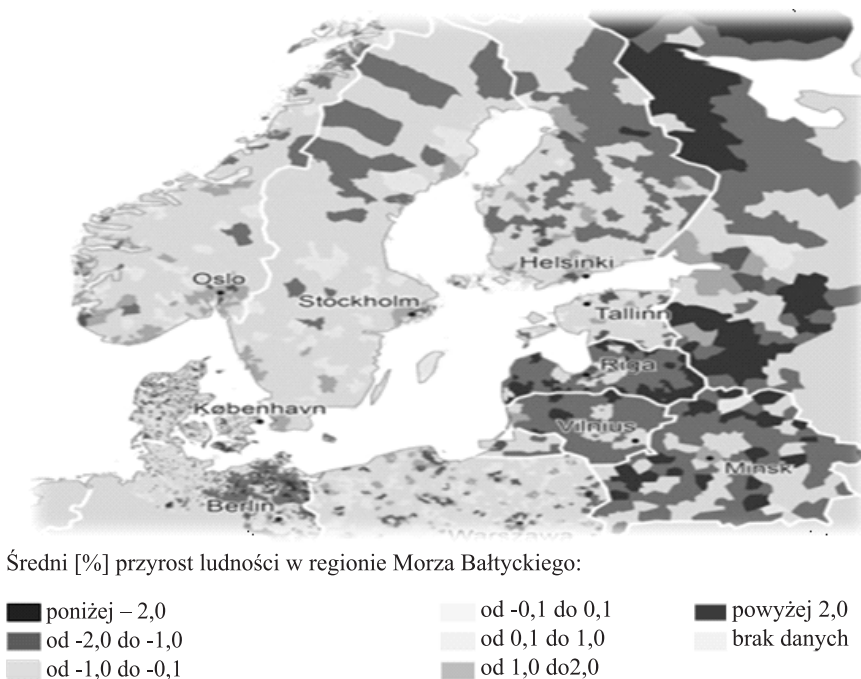 Oslo
Helsinki
Stockholm
Tallinn
Riga
København
Vilnius
Minsk
Berlin
Warszawa
Średni [%] przyrost ludności w regionie Morza Bałtyckiego:
poniżej – 2,0
od -2,0 do -1,0
od -1,0 do -0,1
od -0,1 do 0,1
od 0,1 do 1,0
od 1,0 do2,0
powyżej 2,0
brak danych